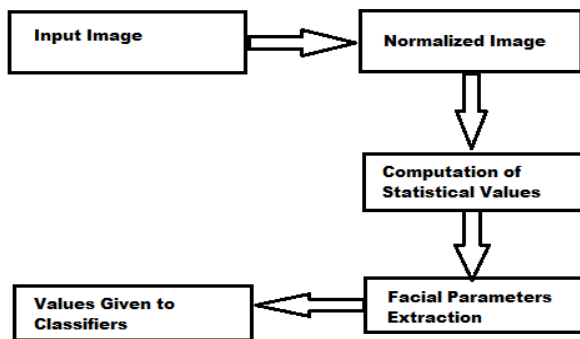 Input Image
Normalized Image
Computation of
Statistical Values
Facial Parameters
Extraction
Values Given to
Classifiers